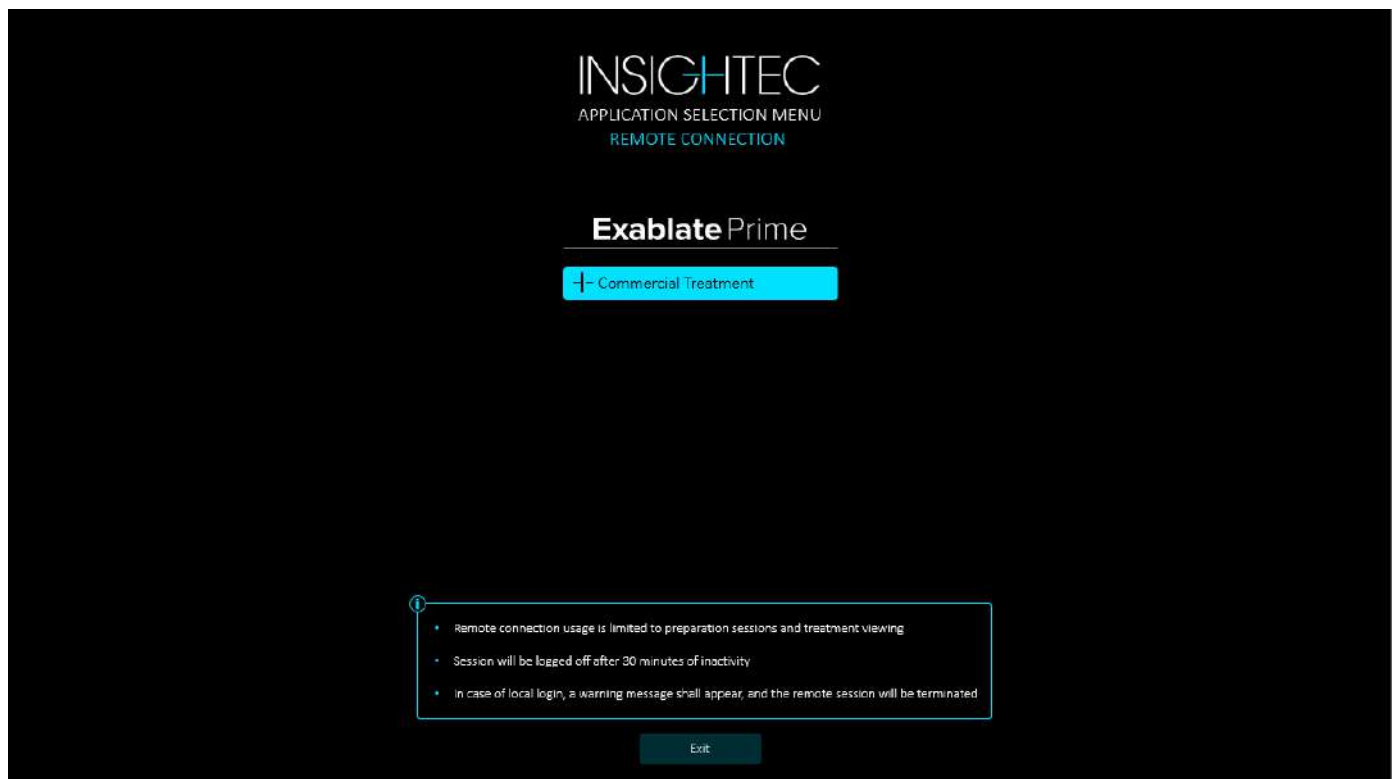 INSIGHTEC
APPLICATION SELECTION MENU
REMOTE CONNECTION
Exablate Prime
Commercial Treatment
Remote connection usage is limited to preparation sessions and treatment viewing
Session will be logged off after 30 minutes of inactivity
In case of local login, a warning message shall appear, and the remote session will be terminated
Exit